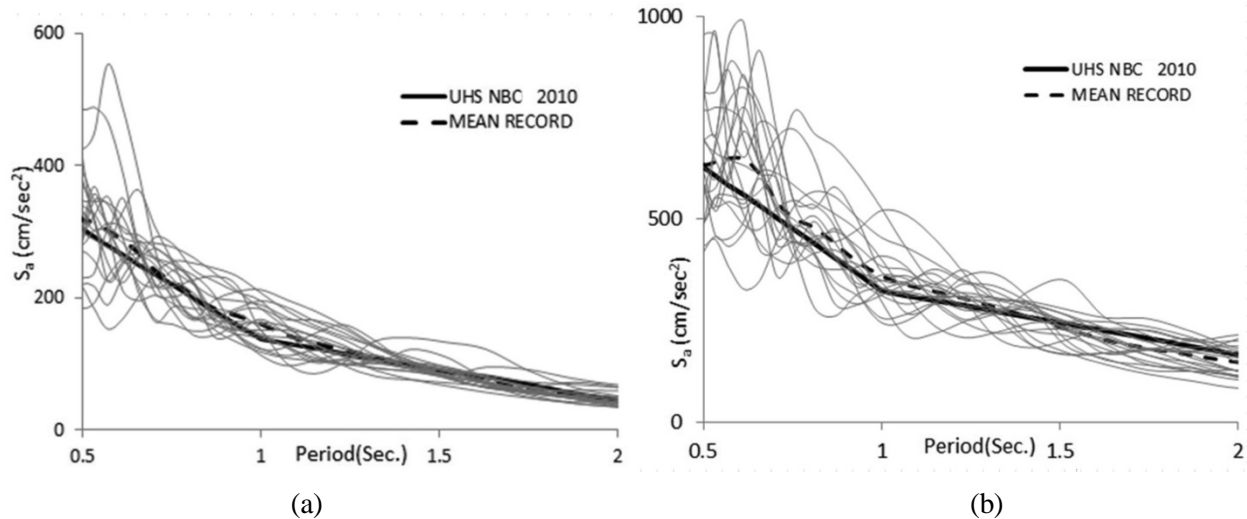 600
UHS NBC 2010
MEAN RECORD
400
Sa (cm/sec2)
200
0
0.5
1
Period(Sec.)
1.5
2
(a)
1000
UHS NBC 2010
MEAN RECORD
500
Sa (cm/sec2)
0
0.5
1
Period(Sec.)
1.5
2
(b)